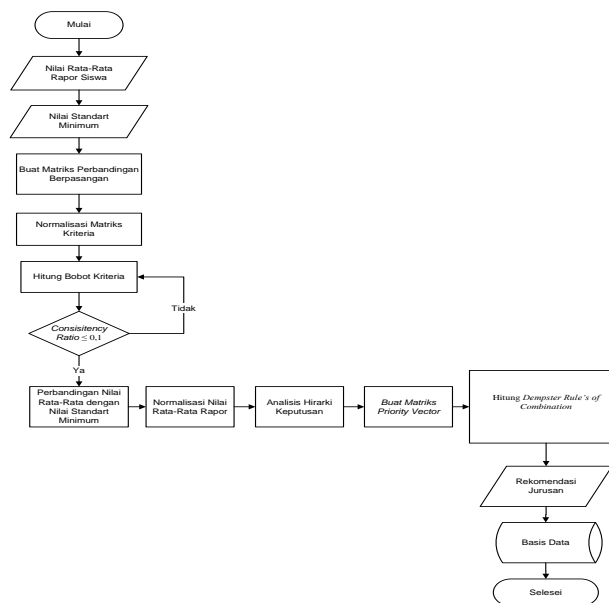 Mulai
Nilai Rata-Rata
Rapor Siswa
Nilai Standart
Minimum
Buat Matriks Perbandingan
Berpasangan
Normalisasi Matriks
Kriteria
Hitung Bobot Kriteria
Tidak
Consisitency
Ratio ≤ 0,1
Ya
Perbandingan Nilai
Rata-Rata dengan
Nilai Standart
Minimum
Normalisasi Nilai
Rata-Rata Rapor
Analisis Hirarki
Keputusan
Buat Matriks
Priority Vector
Hitung Dempster Rule's of
Combination
Rekomendasi
Jurusan
Basis Data
Selesei